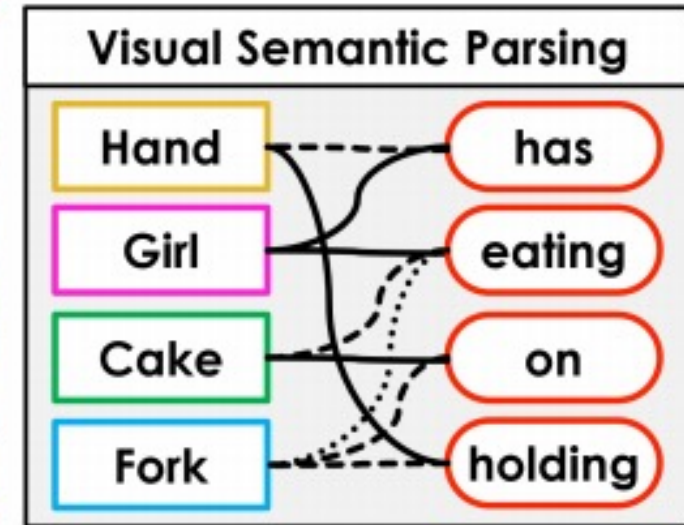 Visual Semantic Parsing
Hand
has
Girl
eating
Cake
on
Fork
holding